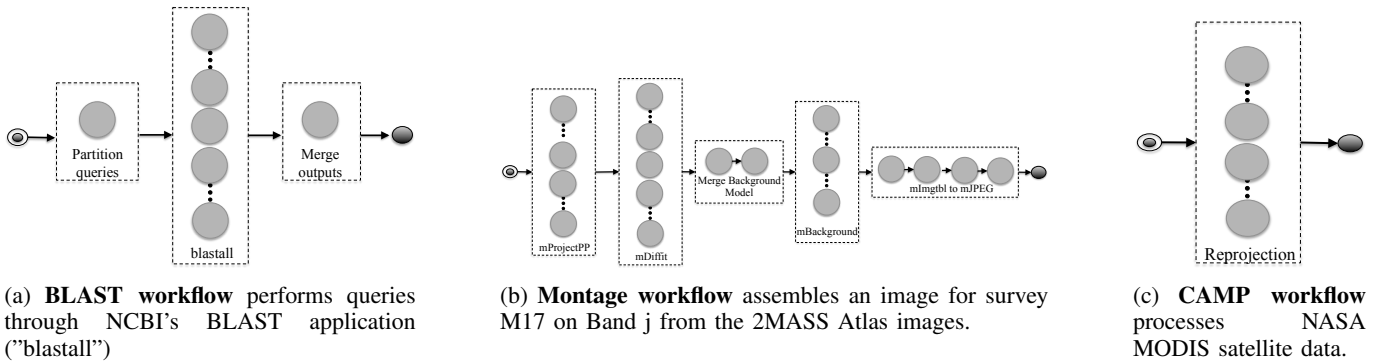 Partition
queries
blastall
Merge
outputs
mProjectPP
mDiffit
Merge Background
Model
mBackground
mImgtbl to mJPEG
Reprojection
(a) BLAST workflow performs queries
through NCBI's BLAST application
("blastall")
(b) Montage workflow assembles an image for survey
M17 on Band j from the 2MASS Atlas images.
(c) CAMP workflow
processes NASA
MODIS satellite data.